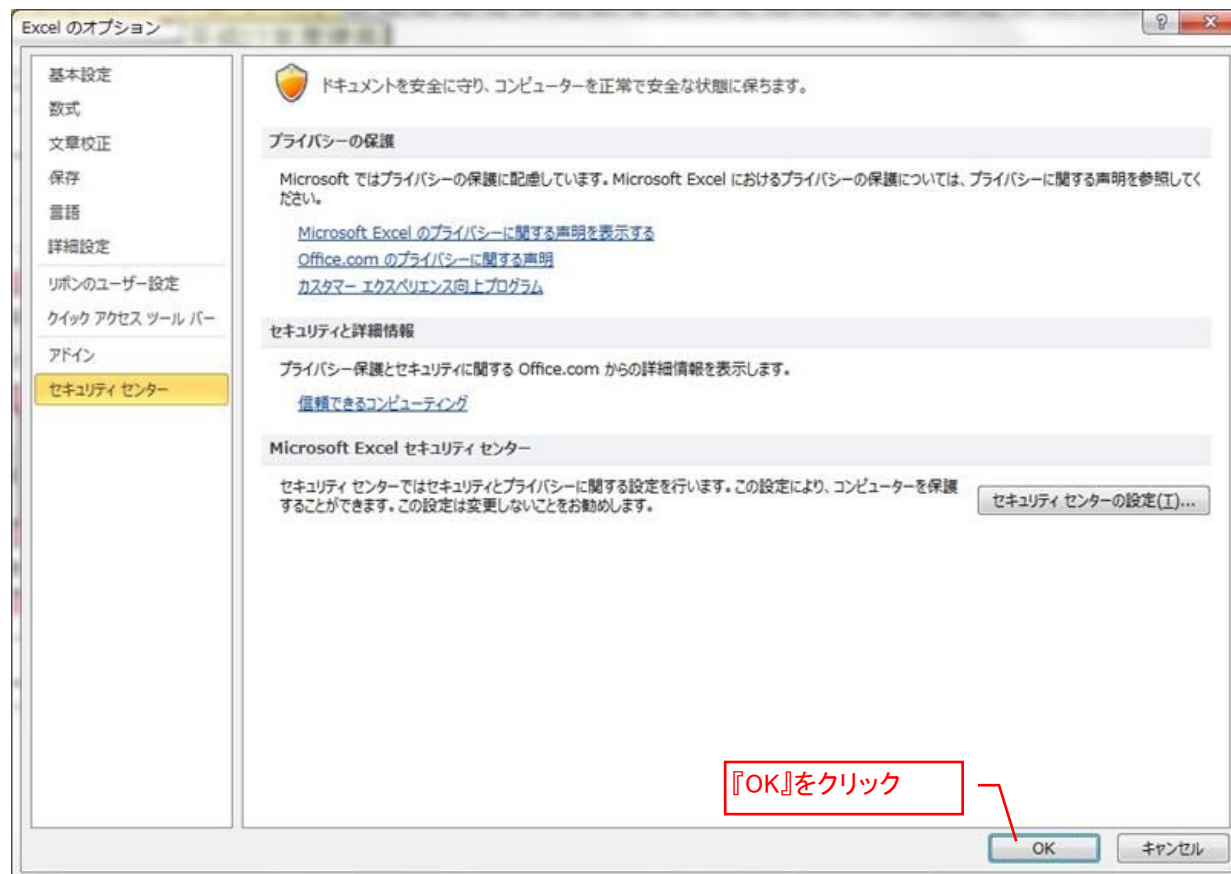 Excel のオプション
基本設定
数式
文章校正
保存
言語
詳細設定
リボンのユーザー設定
クイック アクセス ツール バー
アドイン
セキュリティ センター
ドキュメントを安全に守り、コンピューターを正常で安全な状態に保ちます。
プライバシーの保護
Microsoft ではプライバシーの保護に配慮しています。Microsoft Excel におけるプライバシーの保護については、プライバシーに関する声明を参照してく
ださい。
Microsoft Excel のプライバシーに関する声明を表示する
Office.com のプライバシーに関する声明
カスタマー エクスペリエンス向上プログラム
セキュリティと詳細情報
プライバシー保護とセキュリティに関する Office.com からの詳細情報を表示します。
信頼できるコンピューティング
Microsoft Excel セキュリティ センター
セキュリティ センターではセキュリティとプライバシーに関する設定を行います。この設定により、コンピューターを保護
することができます。この設定は変更しないことをお勧めします。
セキュリティ センターの設定(T)...
『OK』をクリック
OK
キャンセル